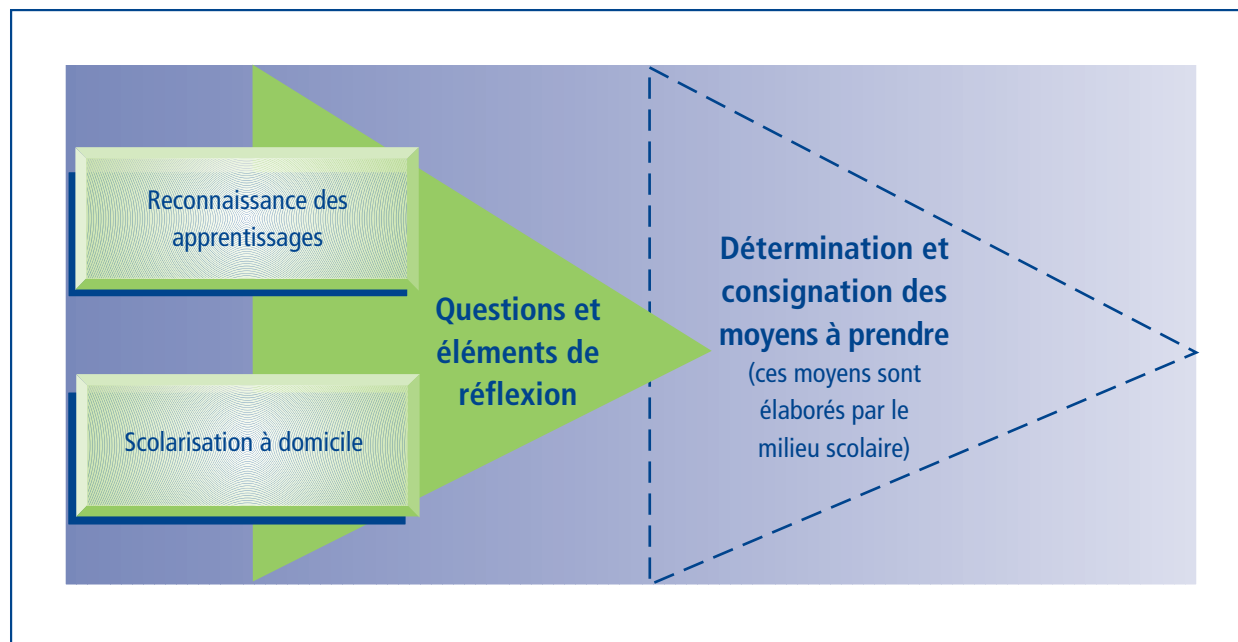 Reconnaissance des
apprentissages
Scolarisation à domicile
Questions et
éléments de
réflexion
Détermination et
consignation des
moyens à prendre
(ces moyens sont
élaborés par le
milieu scolaire)